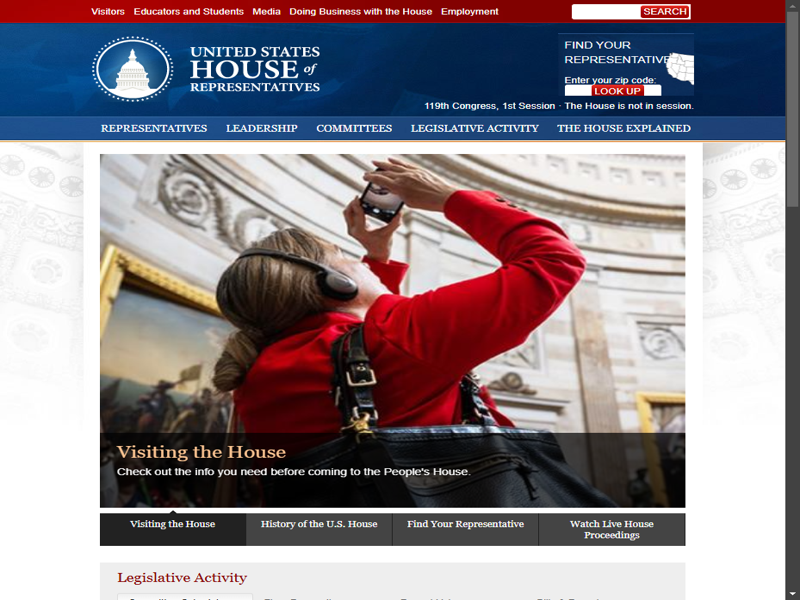 Visitors Educators and Students Media Doing Business with the House Employment
SEARCH
UNITED STATES
HOUSE of
REPRESENTATIVES
FIND YOUR
REPRESENTATIVE
Enter your zip code:
LOOK UP
119th Congress, 1st Session · The House is not in session.
REPRESENTATIVES LEADERSHIP COMMITTEES LEGISLATIVE ACTIVITY THE HOUSE EXPLAINED
Visiting the House
Check out the info you need before coming to the People's House.
Visiting the House History of the U.S. House Find Your Representative Watch Live House
Proceedings
Legislative Activity